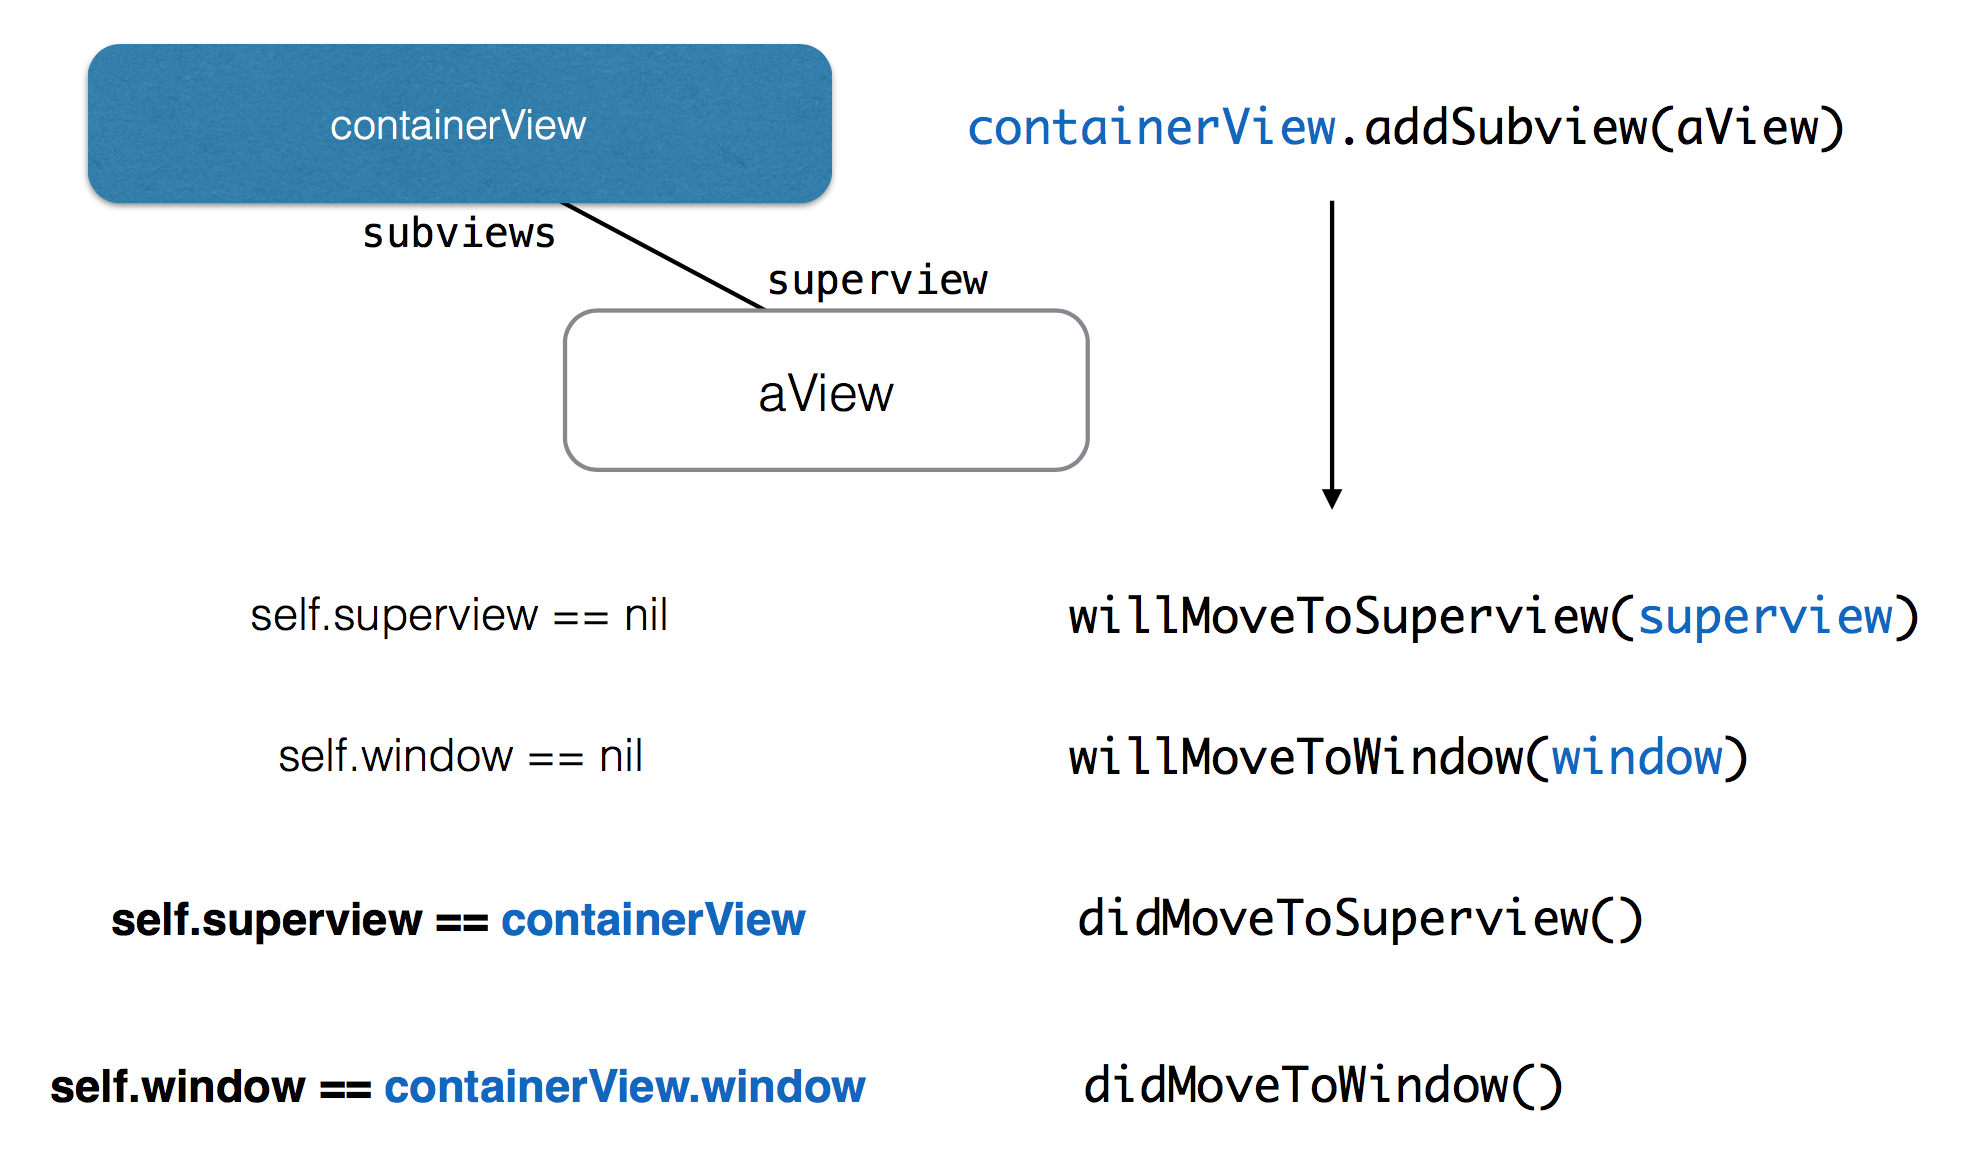 containerView
containerView.addSubview(aView)
subviews
superview
aView
self.superview == nil
willMoveToSuperview(superview)
self.window == nil
willMoveToWindow(window)
self.superview == containerView
didMoveToSuperview()
self.window == containerView.window
didMoveToWindow()